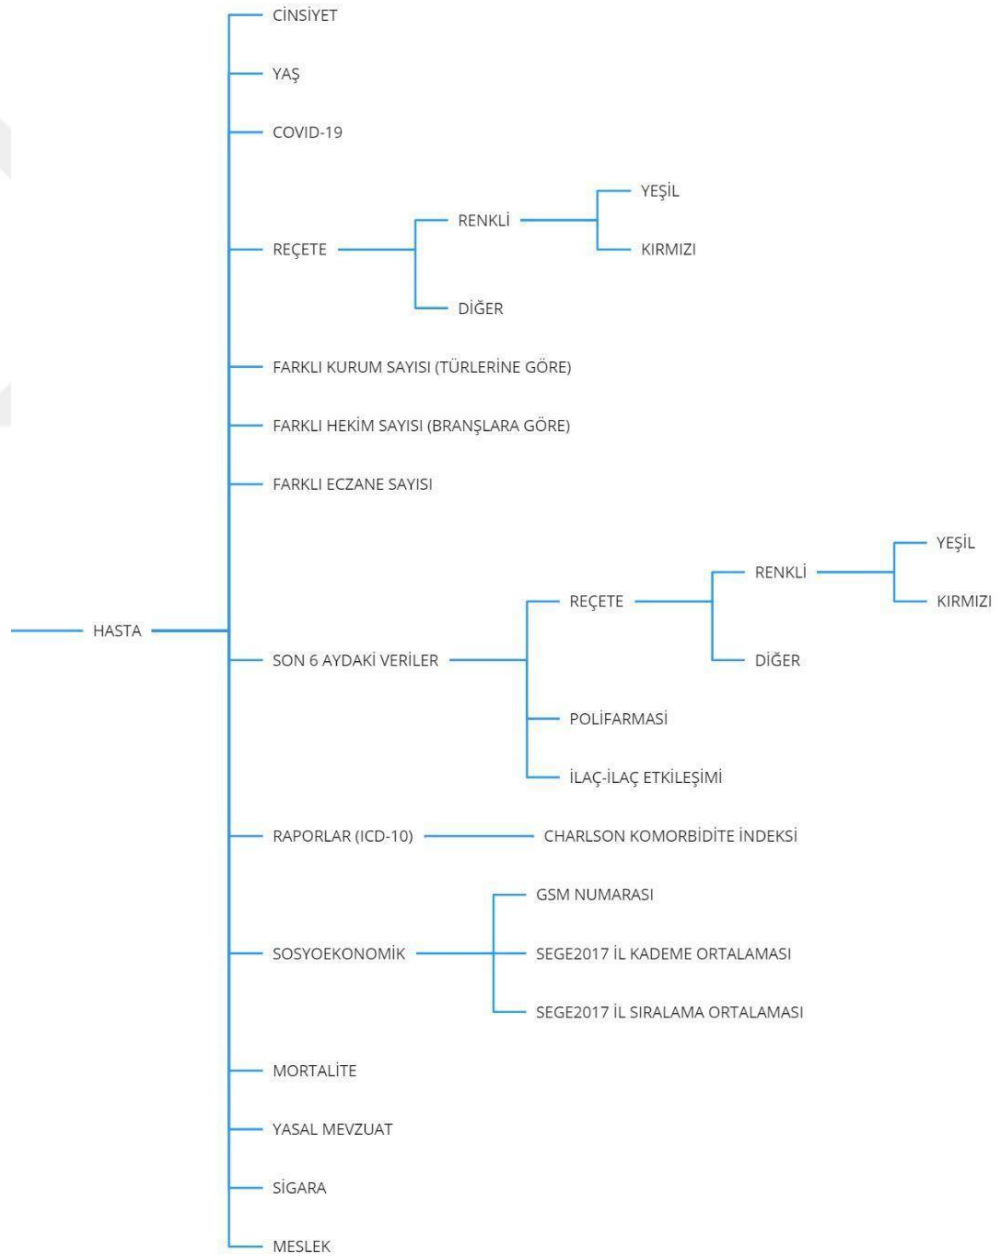 CİNSİYET
YAŞ
COVID-19
YEŞİL
RENKLİ
REÇETE
KIRMIZI
DİĞER
FARKLI KURUM SAYISI (TÜRLERİNE GÖRE)
FARKLI HEKİM SAYISI (BRANŞLARA GÖRE)
FARKLI ECZANE SAYISI
YEŞİL
RENKLİ
REÇETE
KIRMIZI
HASTA
SON 6 AYDAKİ VERİLER
DİĞER
POLİFARMASİ
İLAÇ-İLAÇ ETKİLEŞİMİ
RAPORLAR (ICD-10)
CHARLSON KOMORBİDİTE İNDEKSİ
GSM NUMARASI
SOSYOEKONOMİK
SEGE2017 İL KADEME ORTALAMASI
SEGE2017 İL SIRALAMA ORTALAMASI
MORTALİTE
YASAL MEVZUAT
SİGARA
MESLEK